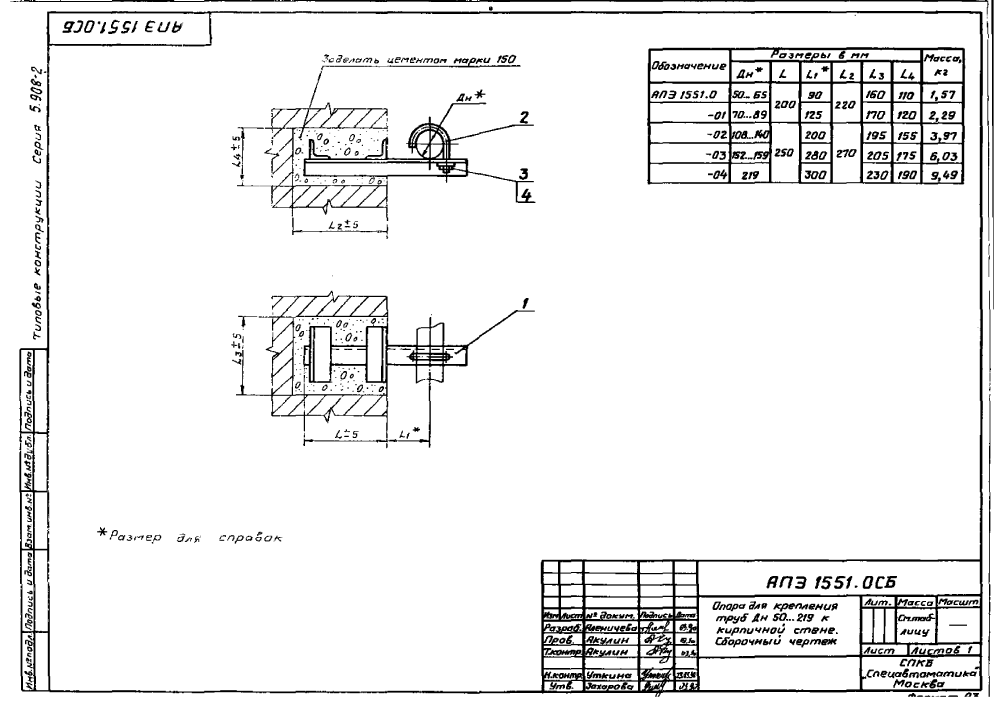 АПЭ 1551.ОСБ
Типовые конструкции Серия 5.908-2
Заделать цементом марки 150
Дн*
2
3
4
L4±5
L2±5
1
L3±5
L±5
L1*
Обозначение Размеры в мм Масса, кг
Дн* L L1* L2 L3 L4
АПЭ 1551.0 50...65 200 90 220 160 110 1,57
-01 70...89 125 170 120 2,29
-02 108...140 250 200 270 195 155 3,97
-03 152...159 280 205 175 6,03
-04 219 300 230 190 9,49
*Размер для справок
Инв.№ подл. Подпись и дата Взам инв.№ Инв.№ дубл. Подпись и дата
АПЭ 1551.ОСБ
Опора для крепления
труб Дн 50...219 к
кирпичной стене.
Сборочный чертеж
Лит. Масса Масшт
См.таб-
лицу
—
Лист Листов 1
СПКБ
"Спецавтоматика"
Москва
Изм Лист № докум. Подпись Дата
Разраб.
Пров. Акулин
Т.контр Акулин
Н.контр Уткина
Утв. Захарова
Формат А3